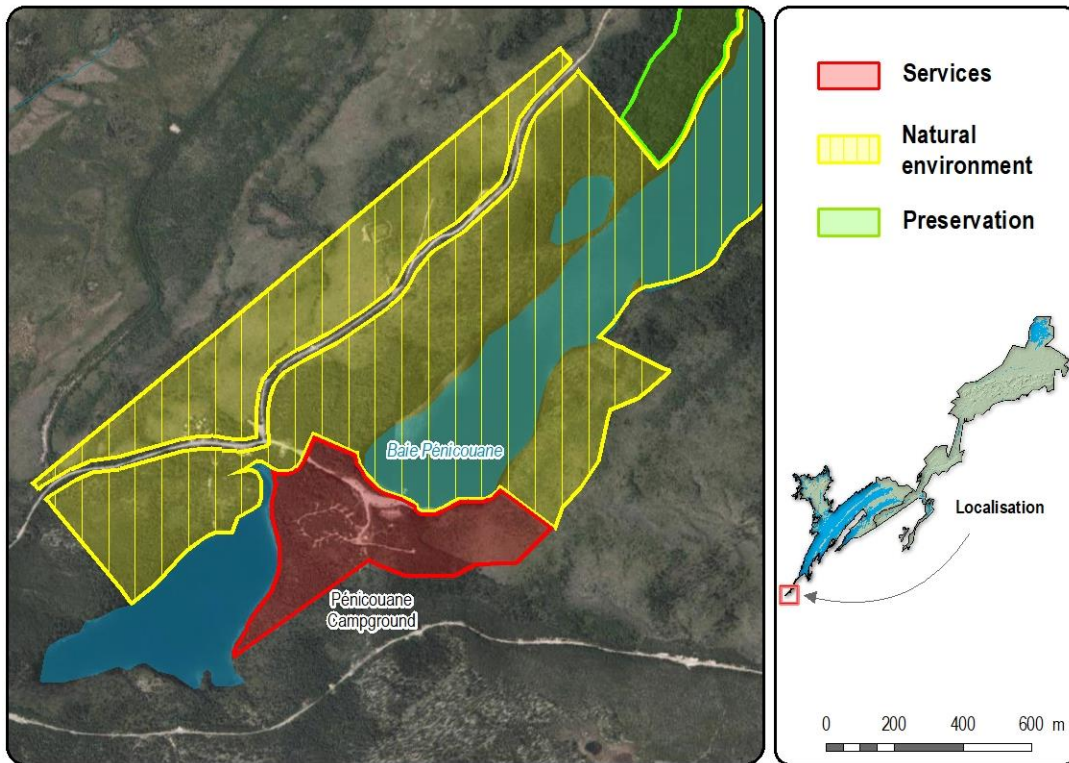 Baie Pénicouane
Pénicouane
Campground
Services
Natural
environment
Preservation
Localisation
0 200 400 600 m